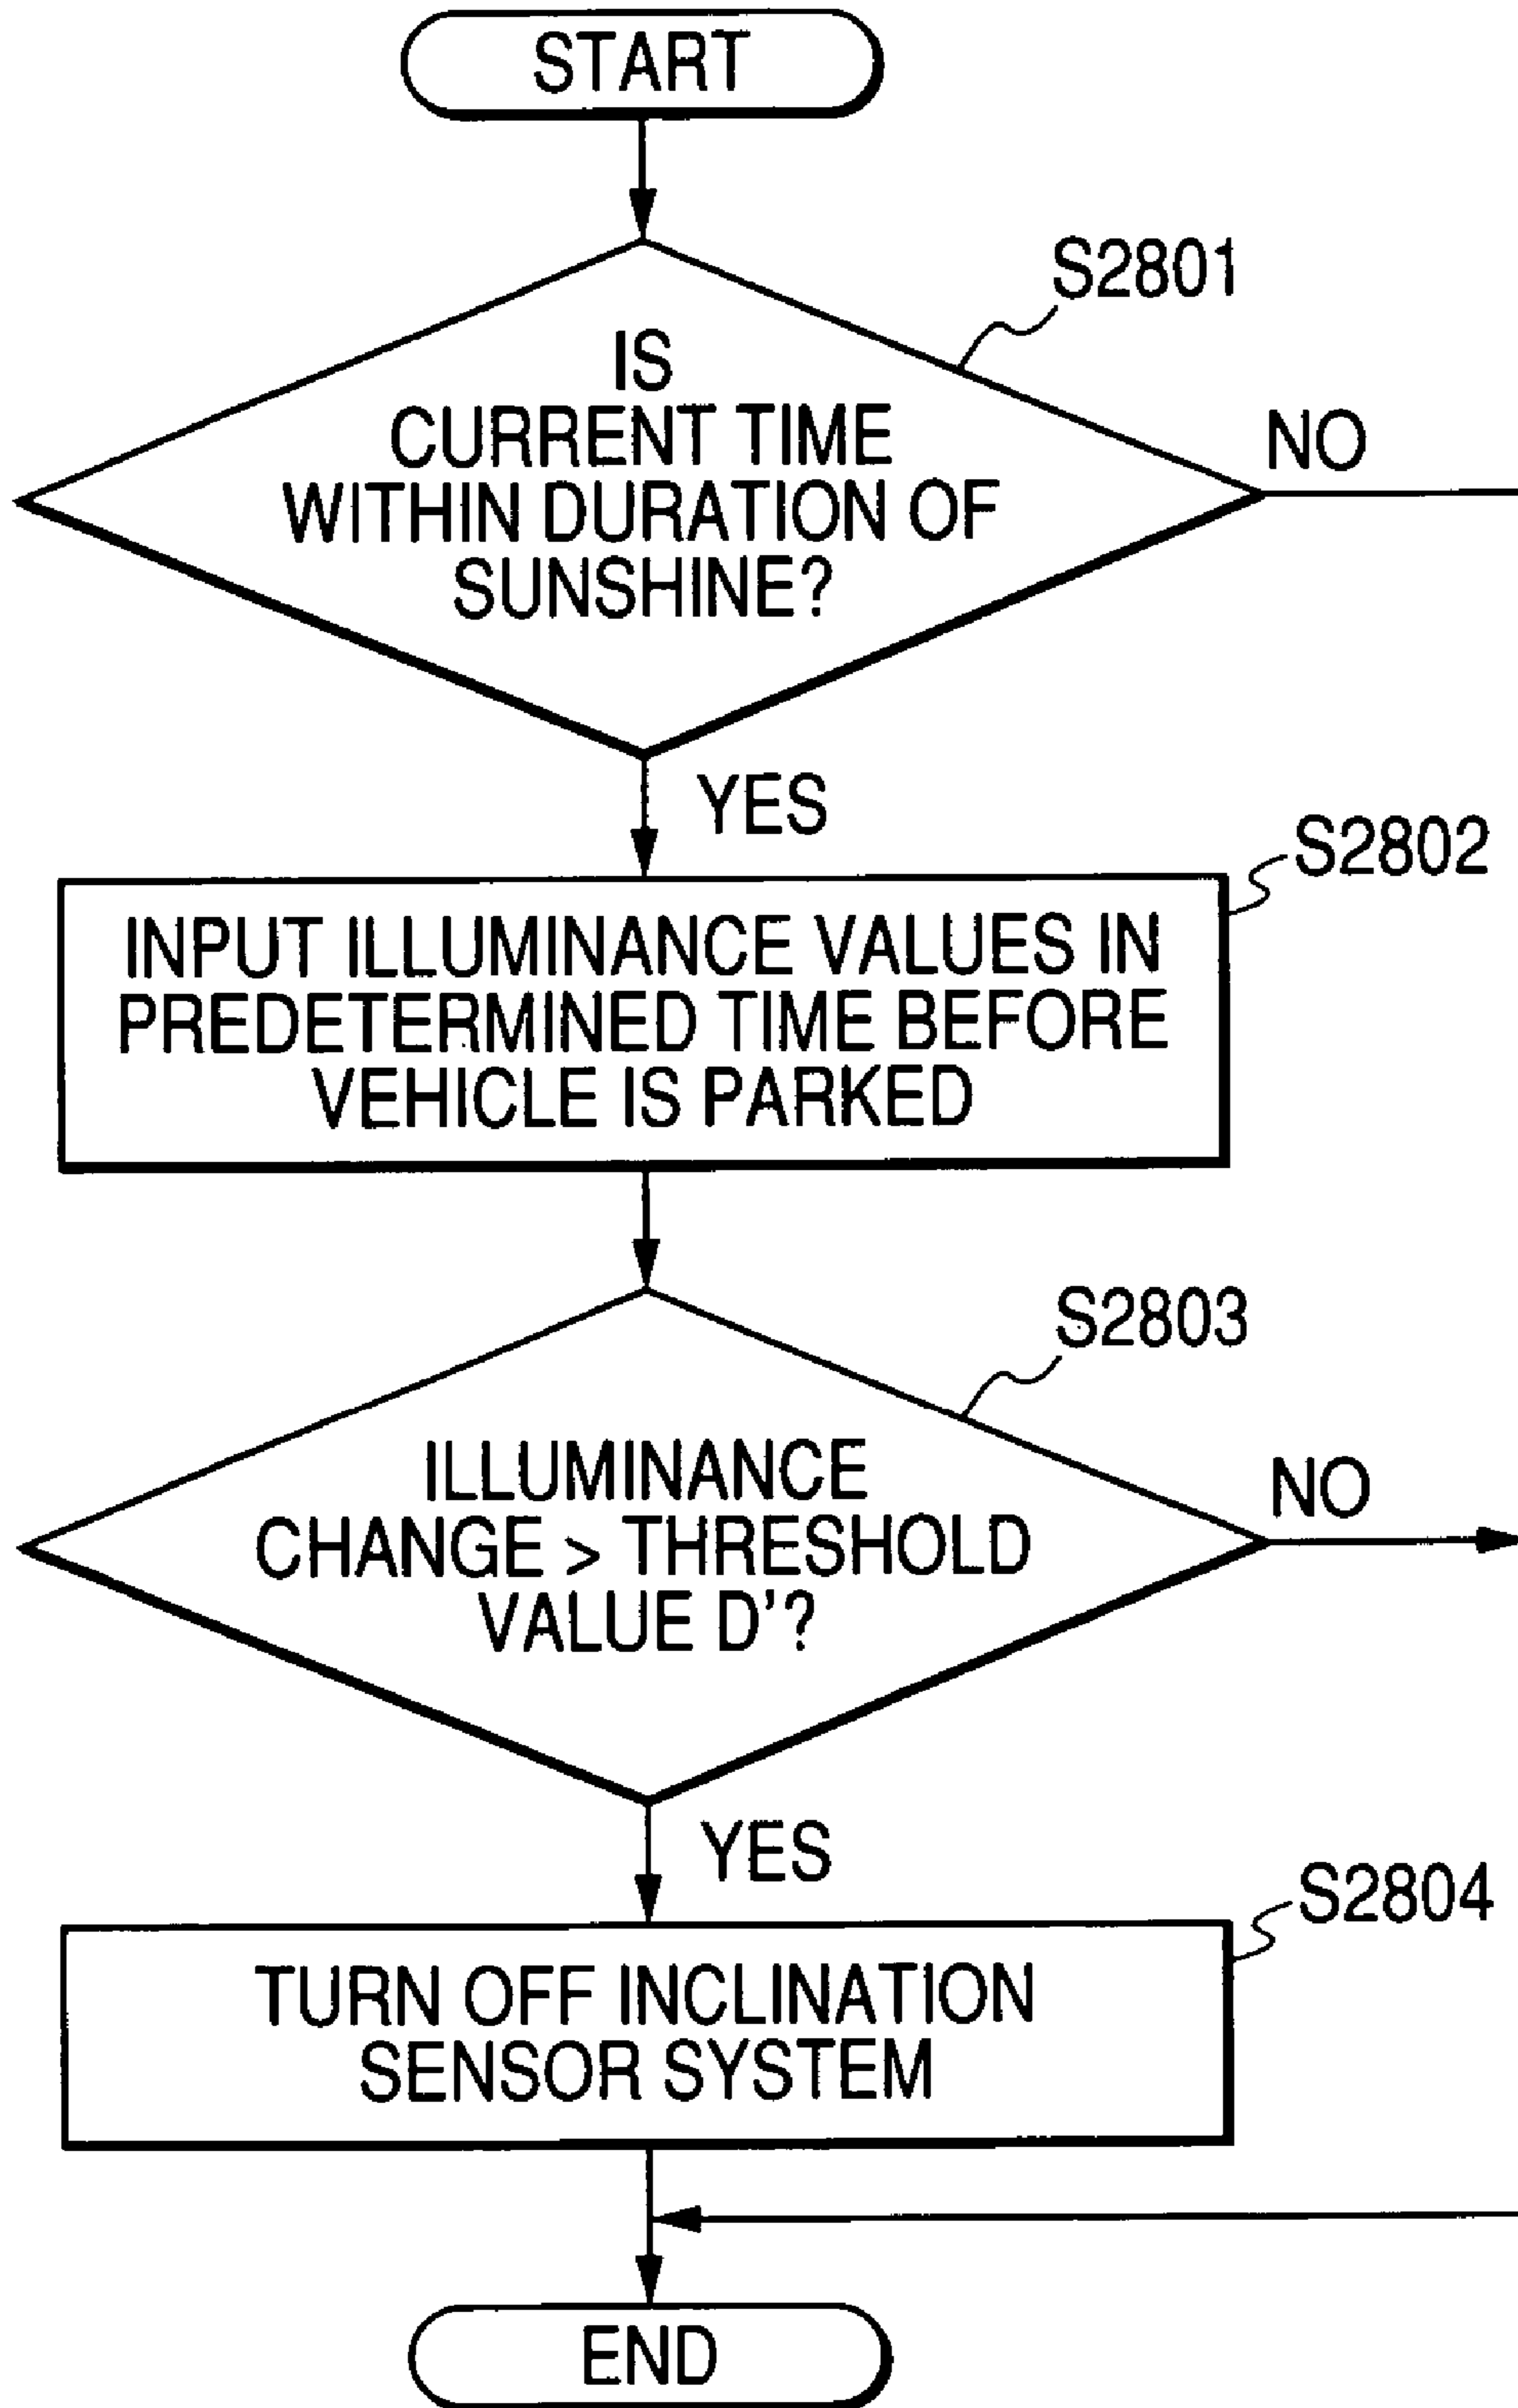 START
S2801
IS
CURRENT TIME
WITHIN DURATION OF
SUNSHINE?
NO
YES
S2802
INPUT ILLUMINANCE VALUES IN
PREDETERMINED TIME BEFORE
VEHICLE IS PARKED
S2803
ILLUMINANCE
CHANGE > THRESHOLD
VALUE D'?
NO
YES
S2804
TURN OFF INCLINATION
SENSOR SYSTEM
END